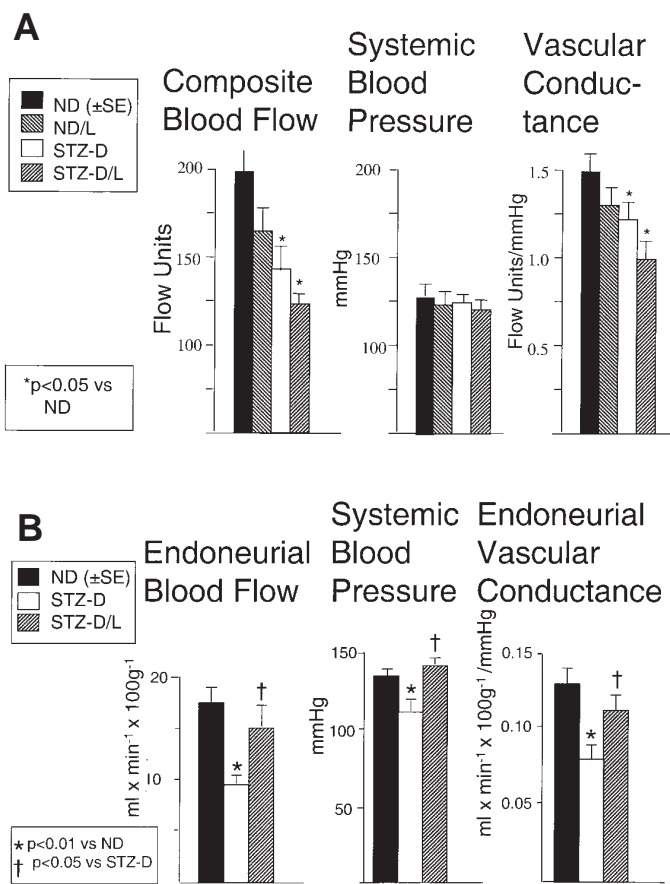 A
ND (±SE)
ND/L
STZ-D
STZ-D/L
*p<0.05 vs
ND
Composite
Blood Flow
Flow Units
200
150
100
*
*
Systemic
Blood
Pressure
mmHg
200
150
100
Vascular
Conduc-
tance
Flow Units/mmHg
1.5
1.0
0.5
*
*
B
ND (±SE)
STZ-D
STZ-D/L
* p<0.01 vs ND
† p<0.05 vs STZ-D
Endoneurial
Blood Flow
ml x min⁻¹ x 100g⁻¹
20
10
*
†
Systemic
Blood
Pressure
mmHg
150
100
50
*
†
Endoneurial
Vascular
Conductance
ml x min⁻¹ x 100g⁻¹ /mmHg
0.15
0.10
0.05
*
†